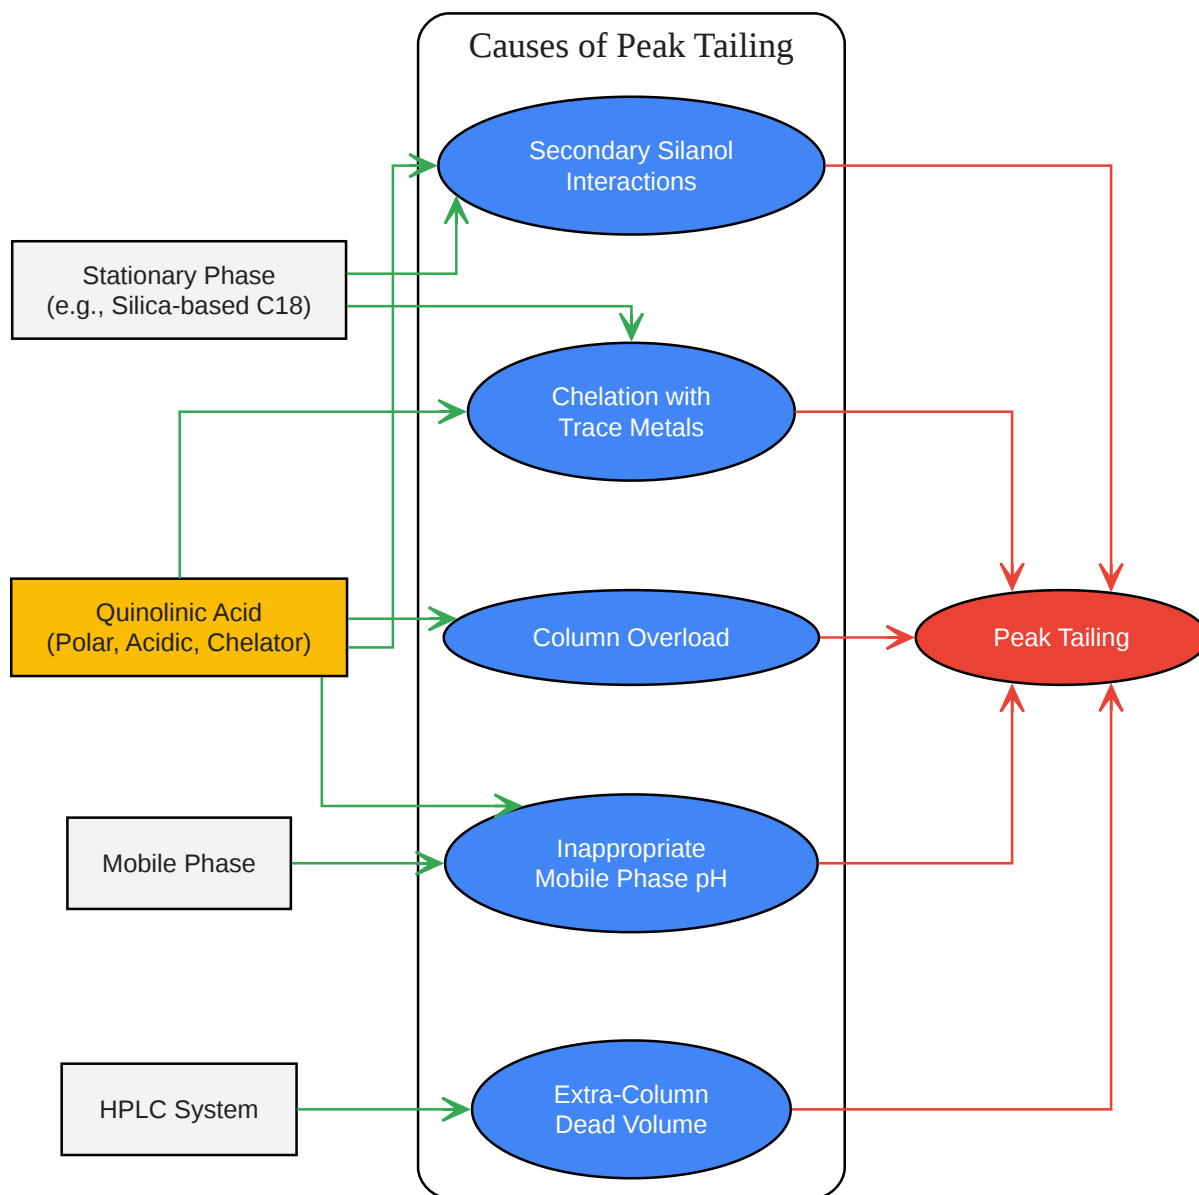 Causes of Peak Tailing
Secondary Silanol
Interactions
Stationary Phase
(e.g., Silica-based C18)
Chelation with
Trace Metals
Quinolinic Acid
(Polar, Acidic, Chelator)
Column Overload
Peak Tailing
Mobile Phase
Inappropriate
Mobile Phase pH
HPLC System
Extra-Column
Dead Volume